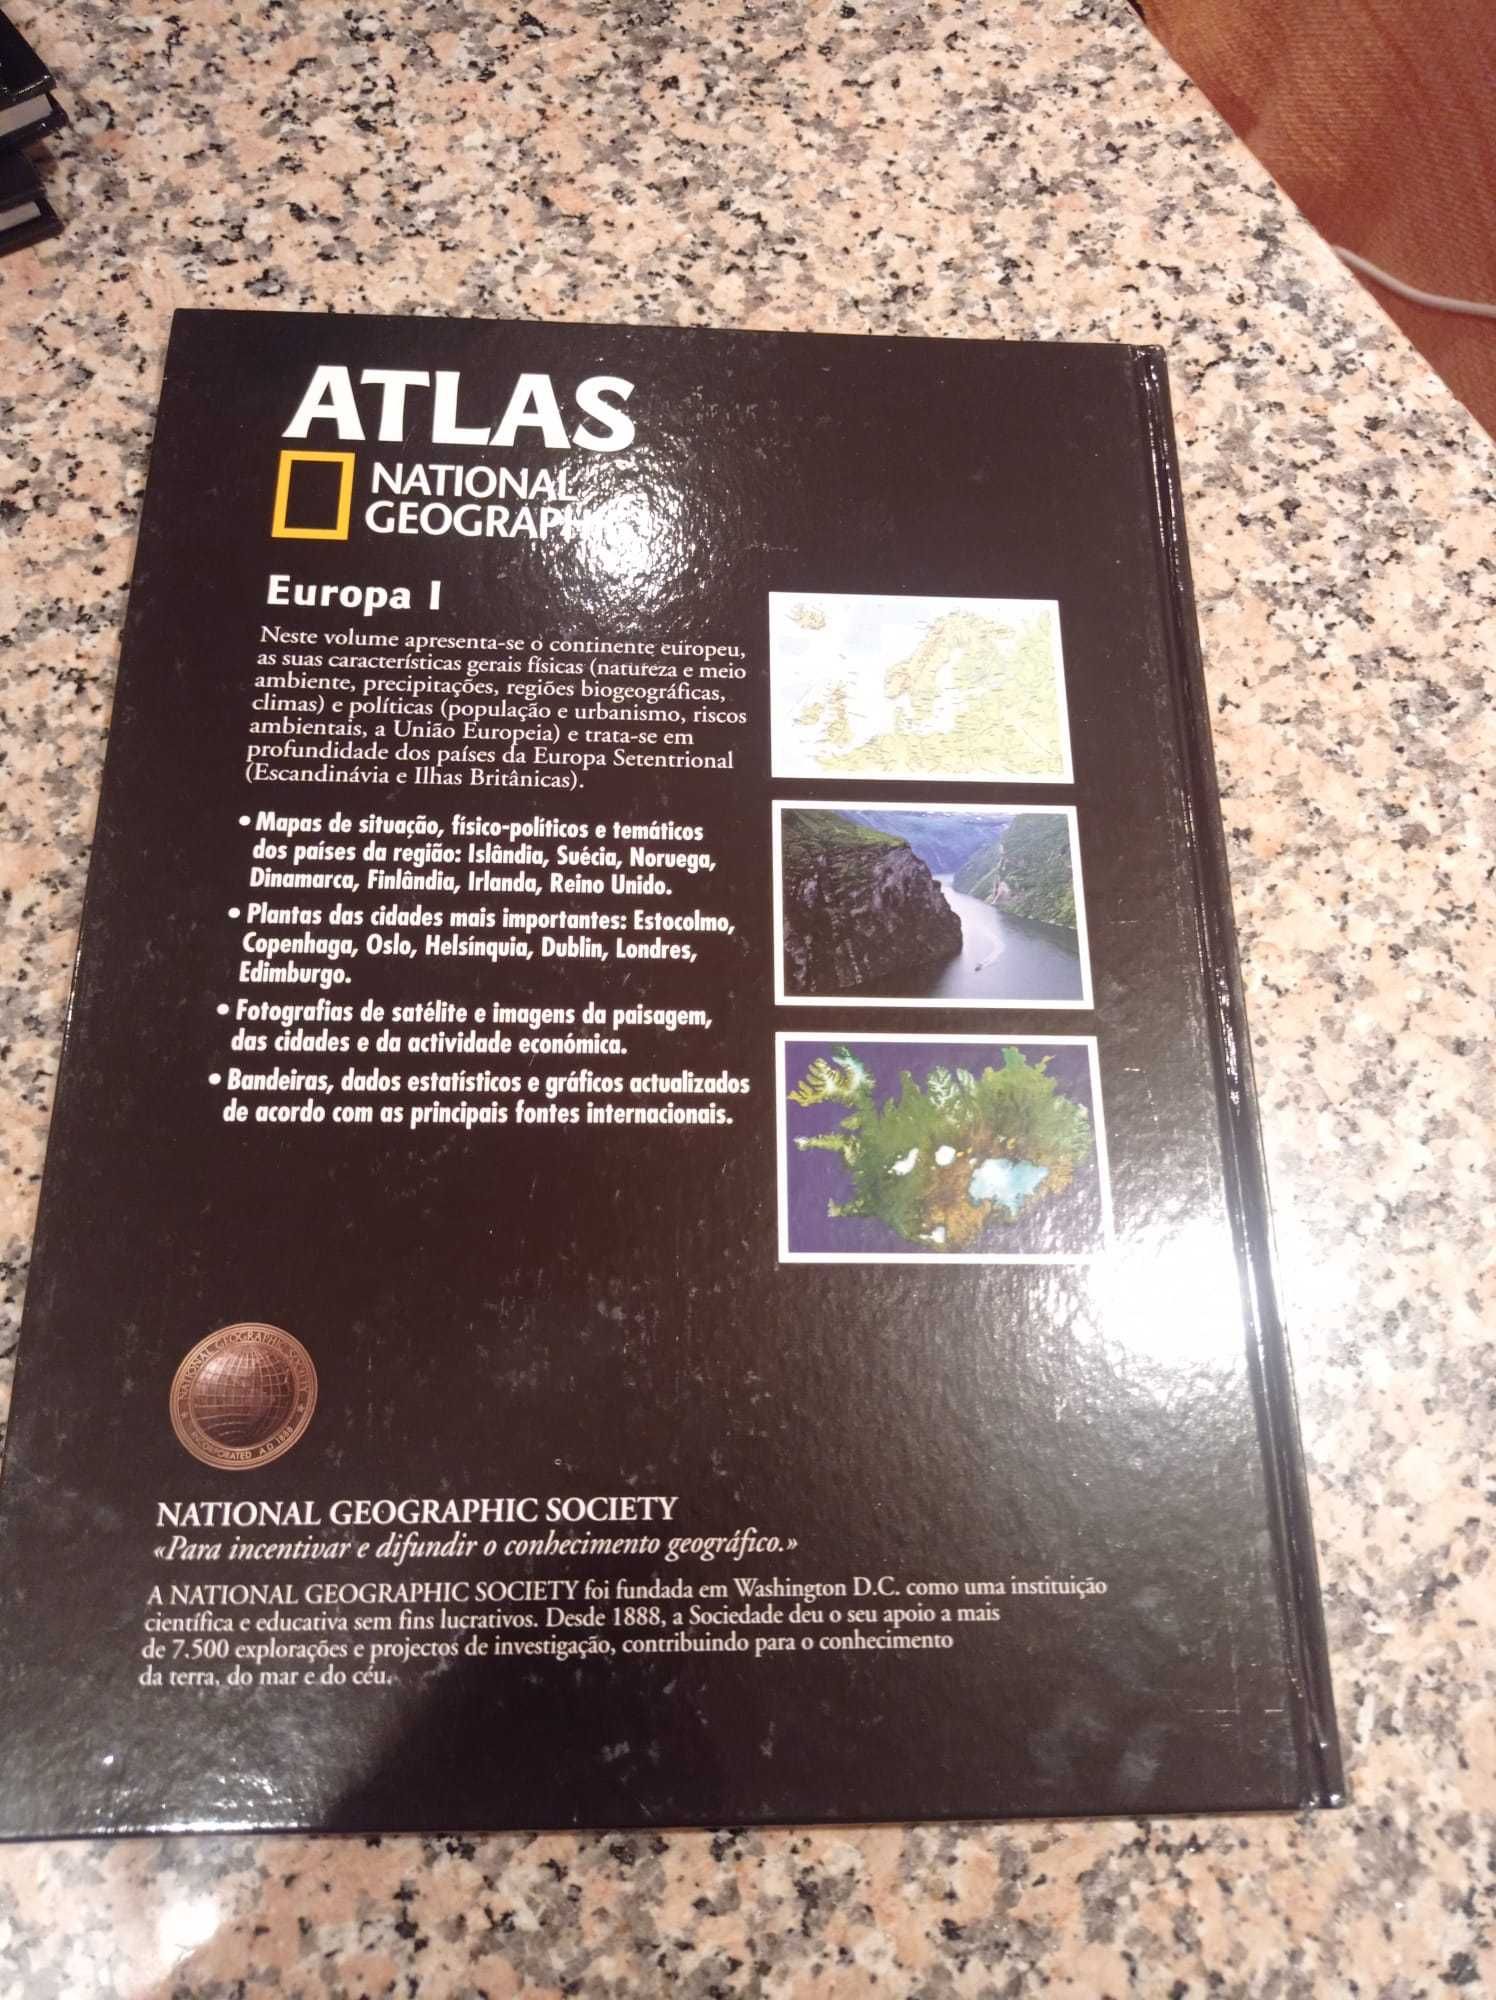 ATLAS
NATIONAL
GEOGRAPHIC
Europa I
Neste volume apresenta-se o continente europeu,
as suas características gerais físicas (natureza e meio
ambiente, precipitações, regiões biogeográficas,
climas) e políticas (população e urbanismo, riscos
ambientais, a União Europeia) e trata-se em
profundidade dos países da Europa Setentrional
(Escandinávia e Ilhas Britânicas).
• Mapas de situação, físico-políticos e temáticos
dos países da região: Islândia, Suécia, Noruega,
Dinamarca, Finlândia, Irlanda, Reino Unido.
• Plantas das cidades mais importantes: Estocolmo,
Copenhaga, Oslo, Helsínquia, Dublin, Londres,
Edimburgo.
• Fotografias de satélite e imagens da paisagem,
das cidades e da actividade económica.
• Bandeiras, dados estatísticos e gráficos actualizados
de acordo com as principais fontes internacionais.
NATIONAL GEOGRAPHIC SOCIETY
INCORPORATED A.D. 1888
NATIONAL GEOGRAPHIC SOCIETY
«Para incentivar e difundir o conhecimento geográfico.»
A NATIONAL GEOGRAPHIC SOCIETY foi fundada em Washington D.C. como uma instituição
científica e educativa sem fins lucrativos. Desde 1888, a Sociedade deu o seu apoio a mais
de 7.500 explorações e projectos de investigação, contribuindo para o conhecimento
da terra, do mar e do céu.